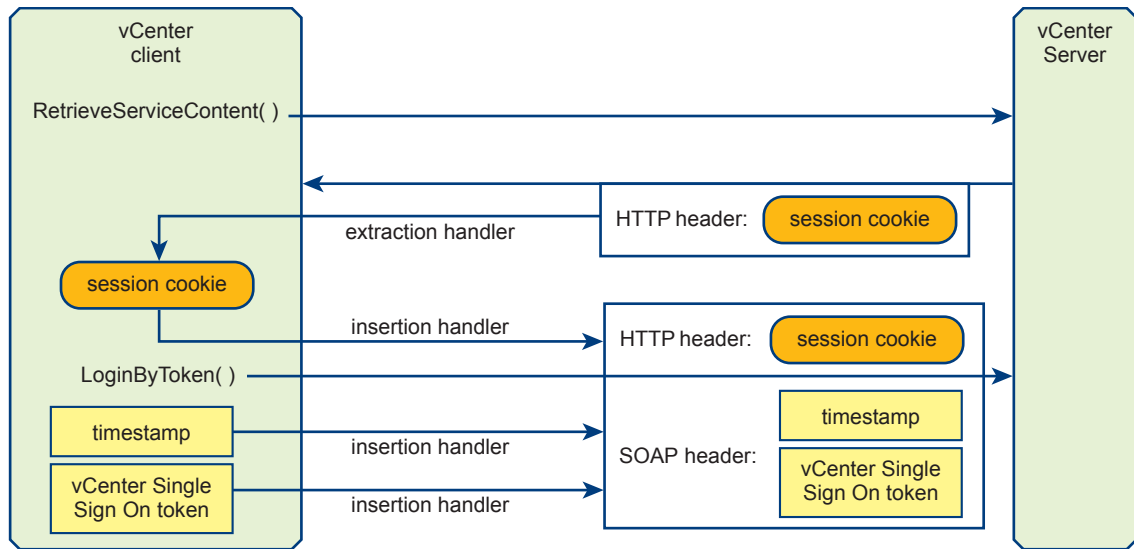 vCenter
client
vCenter
Server
RetrieveServiceContent( )
HTTP header:
session cookie
extraction handler
session cookie
insertion handler
HTTP header:
session cookie
LoginByToken( )
timestamp
insertion handler
SOAP header:
timestamp
vCenter Single
Sign On token
insertion handler
vCenter Single
Sign On token